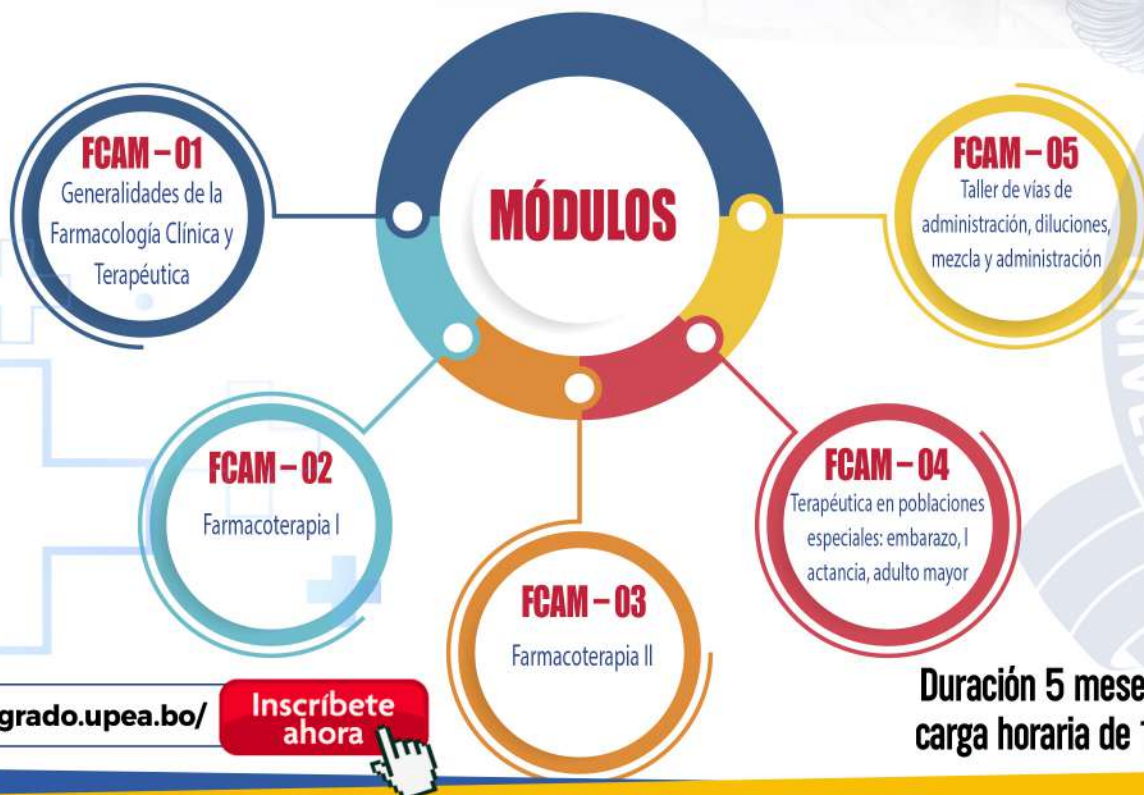 MÓDULOS
FCAM – 01
Generalidades de la
Farmacología Clínica y
Terapéutica
FCAM – 02
Farmacoterapia I
FCAM – 03
Farmacoterapia II
FCAM – 04
Terapéutica en poblaciones
especiales: embarazo, l
actancia, adulto mayor
FCAM – 05
Taller de vías de
administración, diluciones,
mezcla y administración
grado.upea.bo/
Inscríbete
ahora
Duración 5 mese
carga horaria de 1